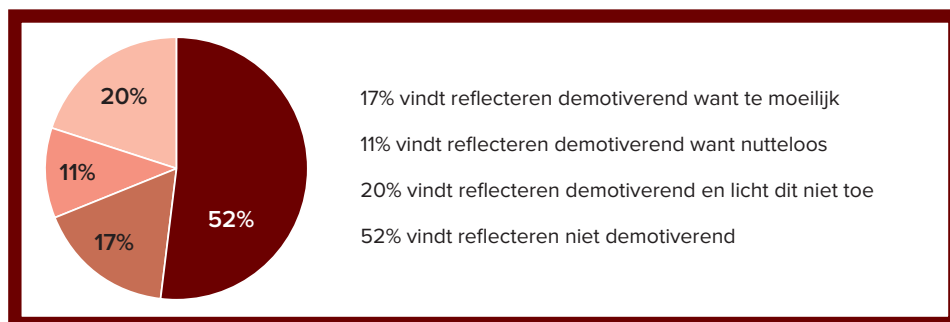 20%
11%
17%
52%
17% vindt reflecteren demotiverend want te moeilijk
11% vindt reflecteren demotiverend want nutteloos
20% vindt reflecteren demotiverend en licht dit niet toe
52% vindt reflecteren niet demotiverend